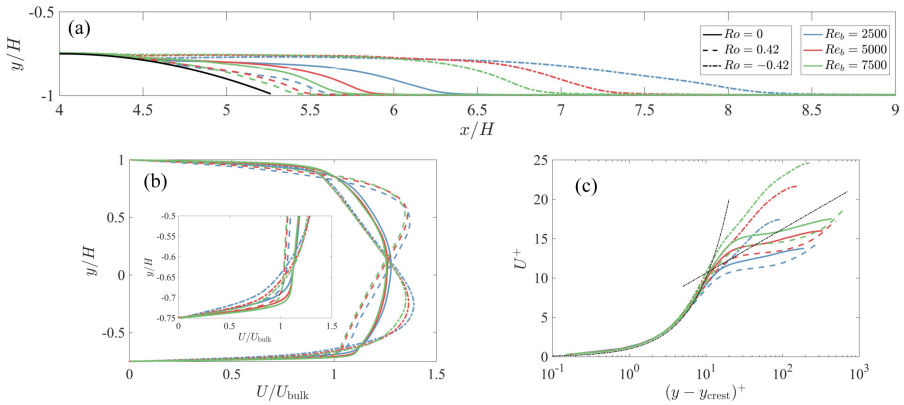 (a)
y/H
-0.5
-1
4
4.5
5
5.5
6
6.5
7
7.5
8
8.5
9
x/H
Ro = 0
Ro = 0.42
Ro = −0.42
Re_b = 2500
Re_b = 5000
Re_b = 7500
(b)
y/H
1
0.5
0
-0.5
0
0.5
1
1.5
U/U_bulk
y/H
-0.5
-0.55
-0.6
-0.65
-0.7
-0.75
0
0.5
1
1.5
U/U_bulk
(c)
U^+
25
20
15
10
5
0
10^-1
10^0
10^1
10^2
10^3
(y − y_crest)^+